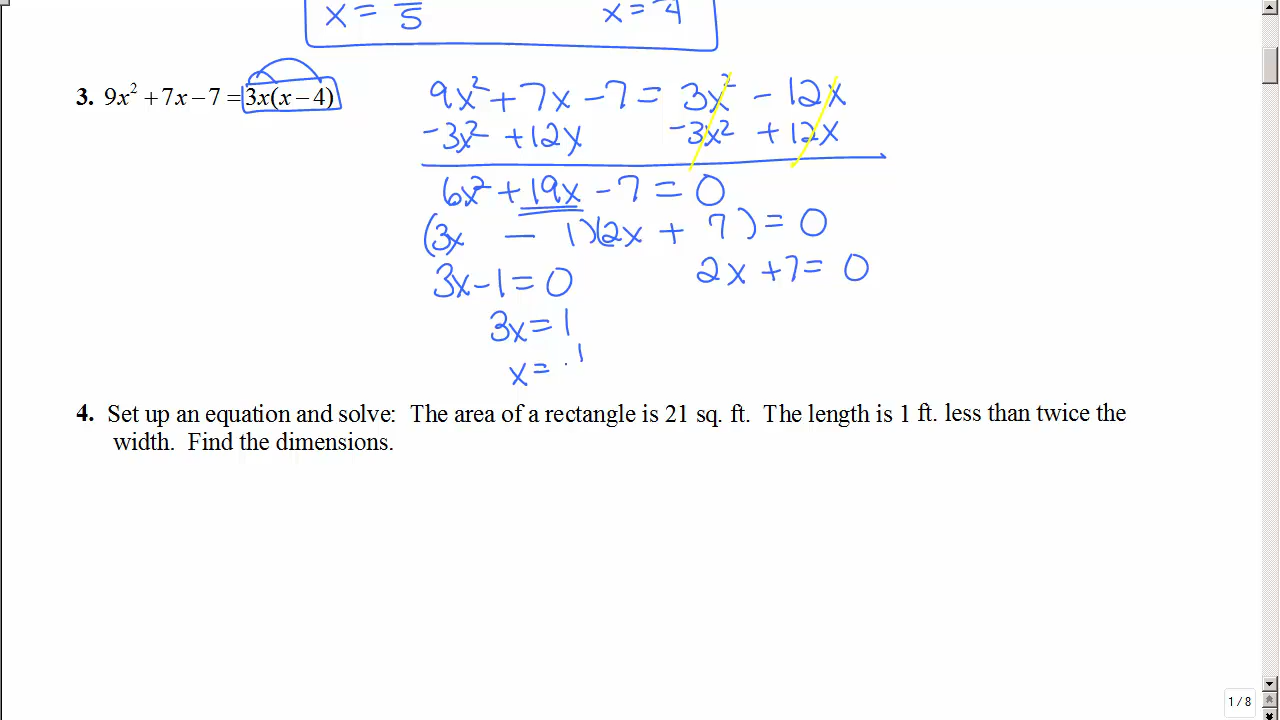 x = 5 x = 4
3. 9x² + 7x − 7 = 3x(x − 4) 9x² + 7x − 7 = 3x² − 12x
−3x² + 12x −3x² + 12x
6x² + 19x − 7 = 0
(3x − 1)(2x + 7) = 0
3x − 1 = 0 2x + 7 = 0
3x = 1
x = 1
4. Set up an equation and solve: The area of a rectangle is 21 sq. ft. The length is 1 ft. less than twice the
width. Find the dimensions.
1 / 8